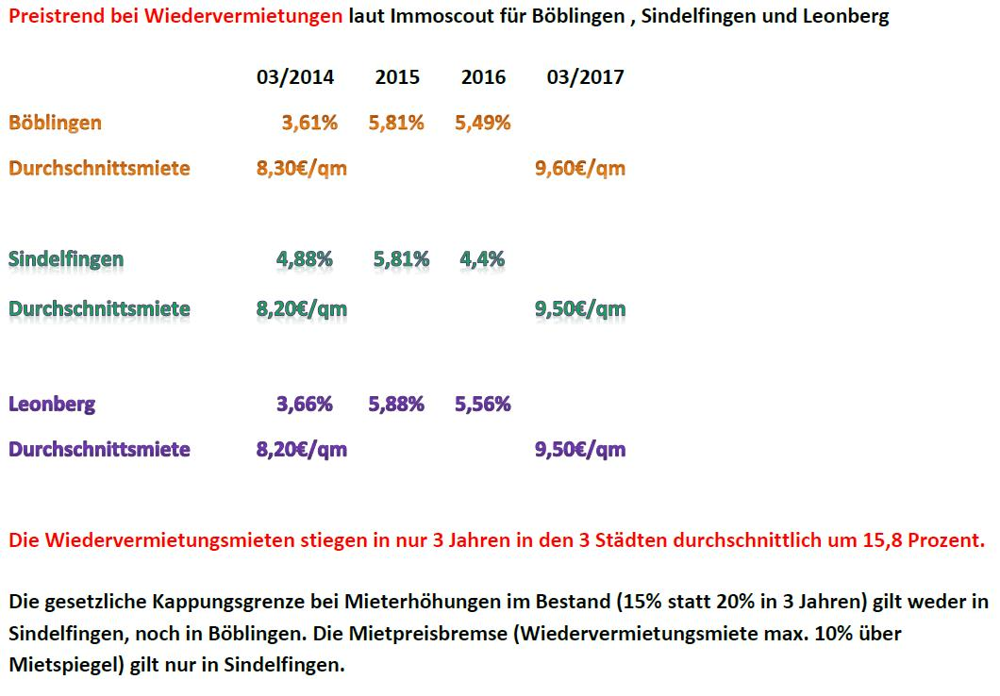 Preistrend bei Wiedervermietungen laut Immoscout für Böblingen , Sindelfingen und Leonberg
03/2014 2015 2016 03/2017
Böblingen 3,61% 5,81% 5,49%
Durchschnittsmiete 8,30€/qm 9,60€/qm
Sindelfingen 4,88% 5,81% 4,4%
Durchschnittsmiete 8,20€/qm 9,50€/qm
Leonberg 3,66% 5,88% 5,56%
Durchschnittsmiete 8,20€/qm 9,50€/qm
Die Wiedervermietungsmieten stiegen in nur 3 Jahren in den 3 Städten durchschnittlich um 15,8 Prozent.
Die gesetzliche Kappungsgrenze bei Mieterhöhungen im Bestand (15% statt 20% in 3 Jahren) gilt weder in
Sindelfingen, noch in Böblingen. Die Mietpreisbremse (Wiedervermietungsmiete max. 10% über
Mietspiegel) gilt nur in Sindelfingen.